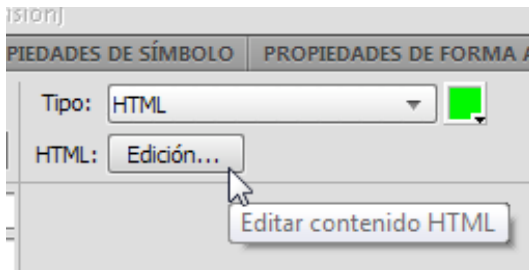 PIEDADES DE SÍMBOLO PROPIEDADES DE FORMA A
Tipo: HTML
HTML: Edición...
Editar contenido HTML